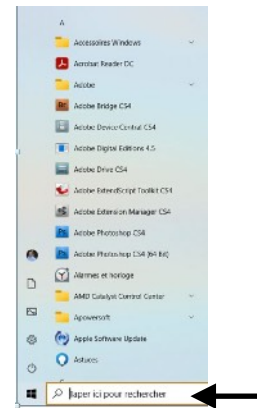 A
Accessoires Windows
Acrobat Reader DC
Adobe
Adobe Bridge CS4
Adobe Device Central CS4
Adobe Digital Editions 4.5
Adobe Drive CS4
Adobe ExtendScript Toolkit CS4
Adobe Extension Manager CS4
Adobe Photoshop CS4
Adobe Photoshop CS4 (64 Bit)
Alarmes et horloge
AMD Catalyst Control Center
Apowersoft
Apple Software Update
Astuces
Taper ici pour rechercher